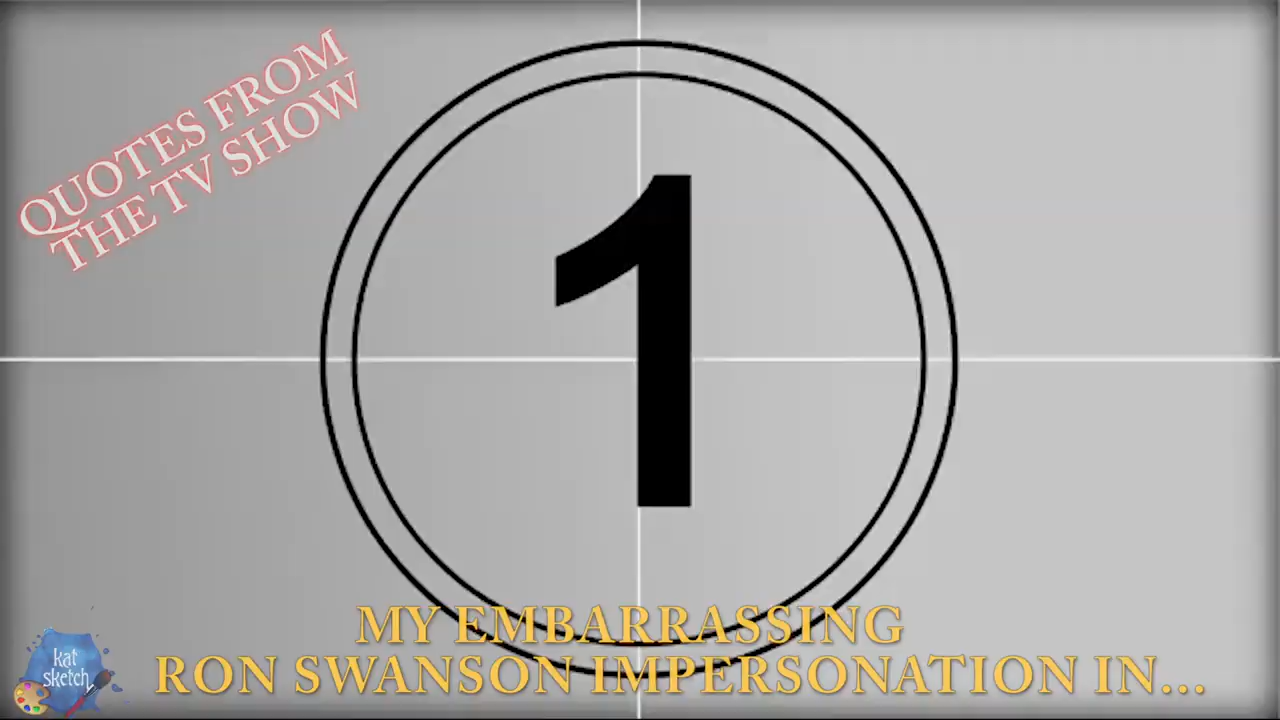 QUOTES FROM
THE TV SHOW
1
MY EMBARRASSING
RON SWANSON IMPERSONATION IN...
kat
sketch